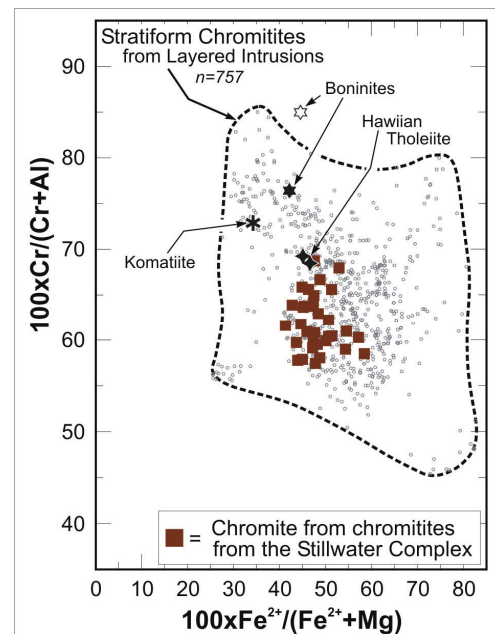 Stratiform Chromitites
from Layered Intrusions
n=757
Boninites
Hawiian
Tholeiite
Komatiite
100xCr/(Cr+Al)
90
80
70
60
50
40
= Chromite from chromitites
from the Stillwater Complex
0 10 20 30 40 50 60 70 80
100xFe²⁺/(Fe²⁺+Mg)